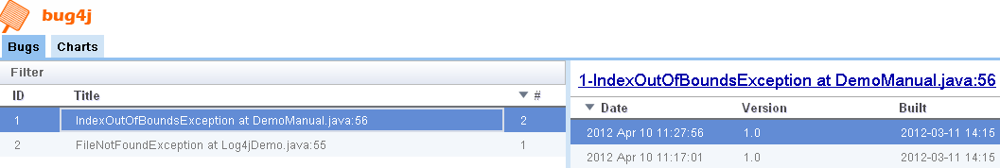 bug4j
Bugs Charts
Filter
ID Title #
1 IndexOutOfBoundsException at DemoManual.java:56 2
2 FileNotFoundException at Log4jDemo.java:55 1
1-IndexOutOfBoundsException at DemoManual.java:56
Date Version Built
2012 Apr 10 11:27:56 1.0 2012-03-11 14:15
2012 Apr 10 11:17:01 1.0 2012-03-11 14:15